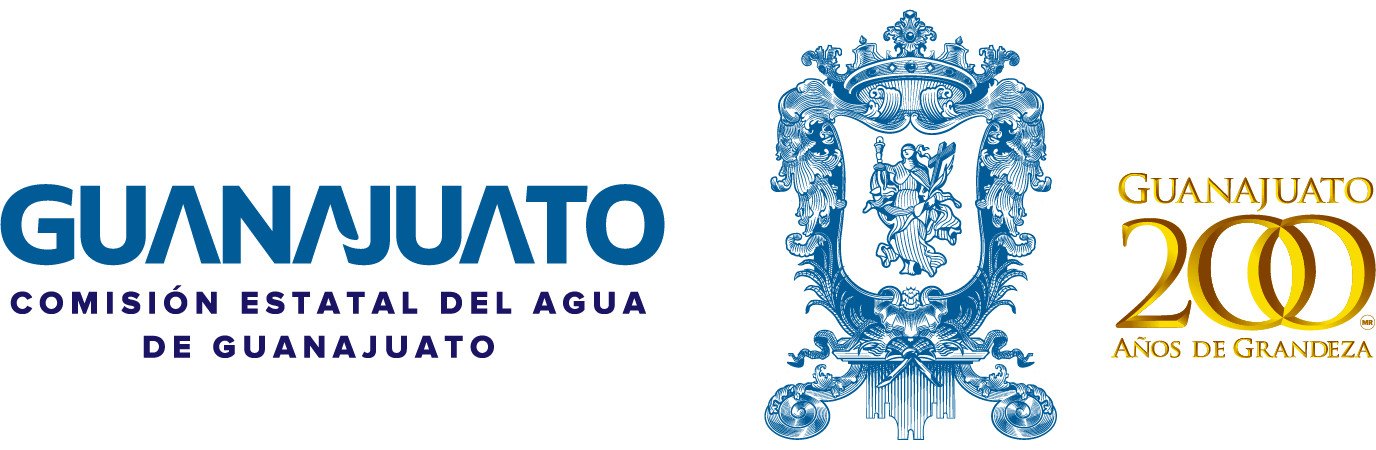 GUANAJUATO
COMISIÓN ESTATAL DEL AGUA
DE GUANAJUATO
GUANAJUATO
200
MR
AÑOS DE GRANDEZA